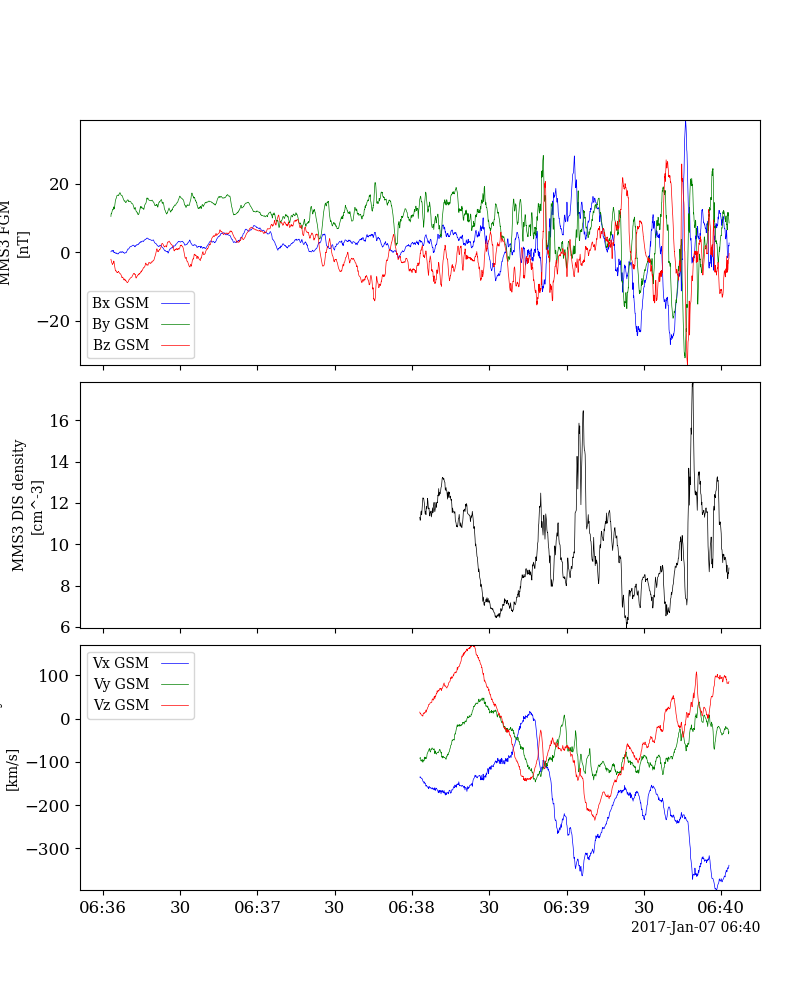 MMS3 FGM
[nT]
20
0
−20
Bx GSM
By GSM
Bz GSM
MMS3 DIS density
[cm^-3]
16
14
12
10
8
6
[km/s]
100
0
−100
−200
−300
Vx GSM
Vy GSM
Vz GSM
06:36 30 06:37 30 06:38 30 06:39 30 06:40
2017-Jan-07 06:40